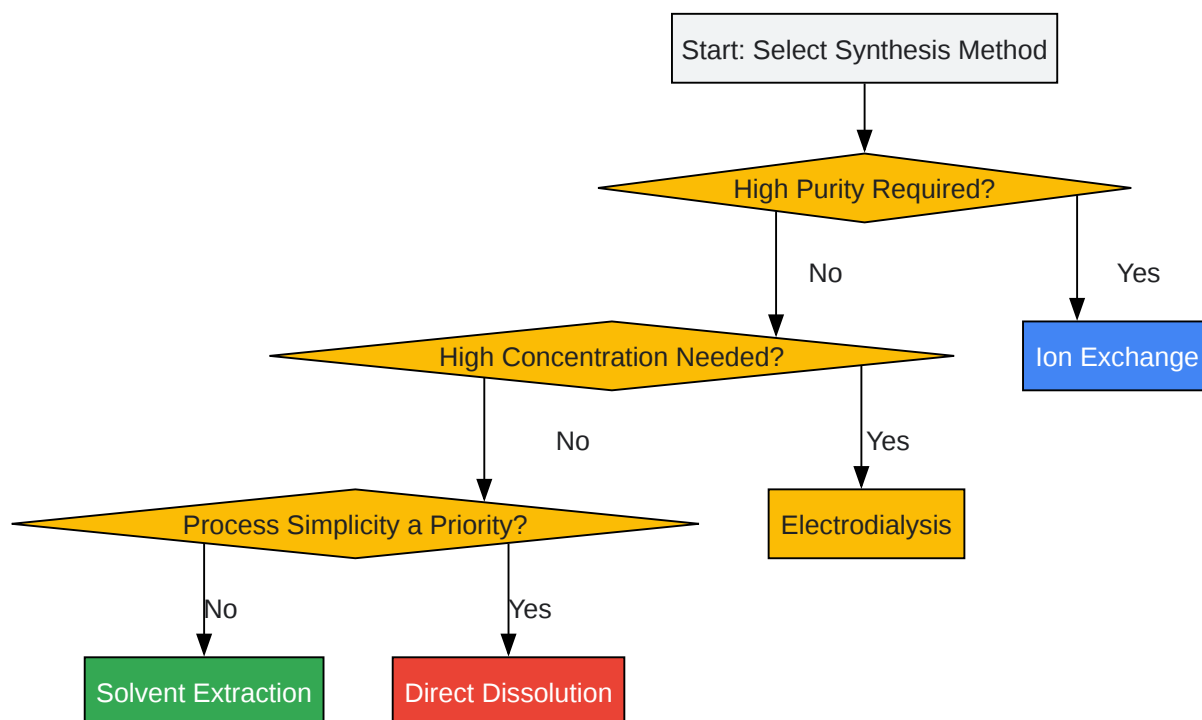 Start: Select Synthesis Method
High Purity Required?
No
Yes
High Concentration Needed?
Ion Exchange
No
Yes
Process Simplicity a Priority?
Electrodialysis
No
Yes
Solvent Extraction
Direct Dissolution